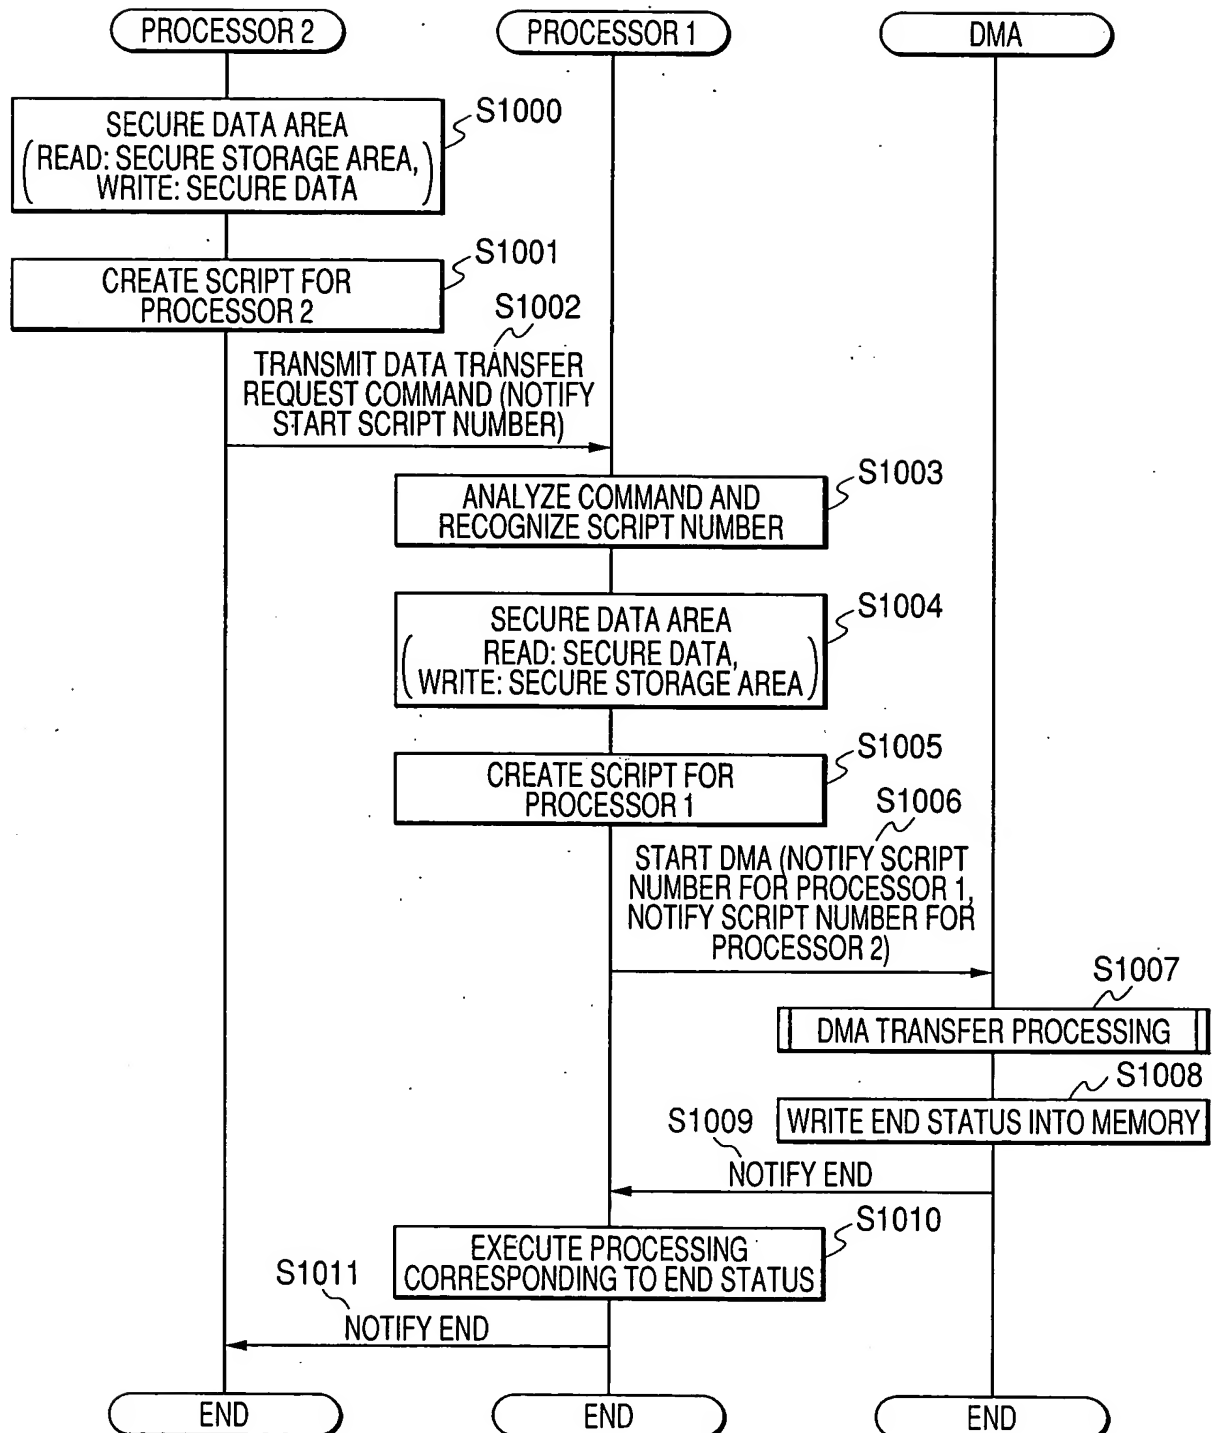 PROCESSOR 2
PROCESSOR 1
DMA
S1000
SECURE DATA AREA
(READ: SECURE STORAGE AREA,
WRITE: SECURE DATA)
S1001
CREATE SCRIPT FOR
PROCESSOR 2
S1002
TRANSMIT DATA TRANSFER
REQUEST COMMAND (NOTIFY
START SCRIPT NUMBER)
S1003
ANALYZE COMMAND AND
RECOGNIZE SCRIPT NUMBER
S1004
SECURE DATA AREA
(READ: SECURE DATA,
WRITE: SECURE STORAGE AREA)
S1005
CREATE SCRIPT FOR
PROCESSOR 1
S1006
START DMA (NOTIFY SCRIPT
NUMBER FOR PROCESSOR 1,
NOTIFY SCRIPT NUMBER FOR
PROCESSOR 2)
S1007
DMA TRANSFER PROCESSING
S1008
WRITE END STATUS INTO MEMORY
S1009
NOTIFY END
S1010
EXECUTE PROCESSING
CORRESPONDING TO END STATUS
S1011
NOTIFY END
END
END
END